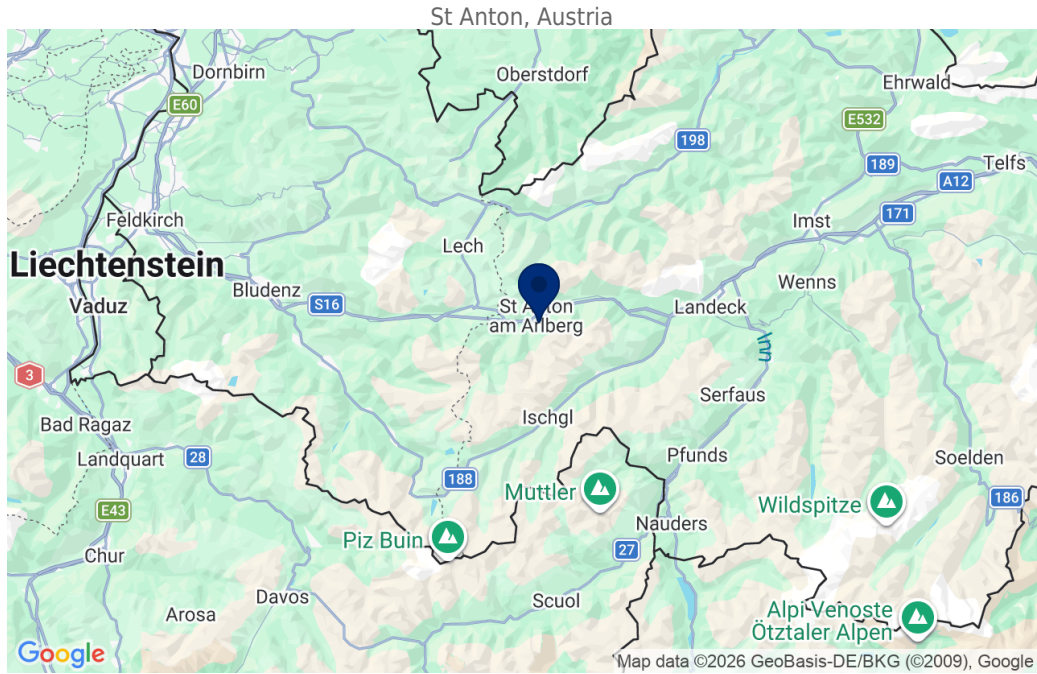 St Anton, Austria
Dornbirn
Oberstdorf
Ehrwald
E60
E532
198
189
Telfs
A12
171
Feldkirch
Imst
Lech
Liechtenstein
Wenns
Bludenz
Vaduz
S16
St Anton
am Arlberg
Landeck
Inn
3
Serfaus
Bad Ragaz
Ischgl
Landquart
28
Pfunds
Soelden
188
Muttler
Wildspitze
186
E43
Nauders
Piz Buin
27
Chur
Davos
Scuol
Arosa
Alpi Venoste
Ötztaler Alpen
Google
Map data ©2026 GeoBasis-DE/BKG (©2009), Google